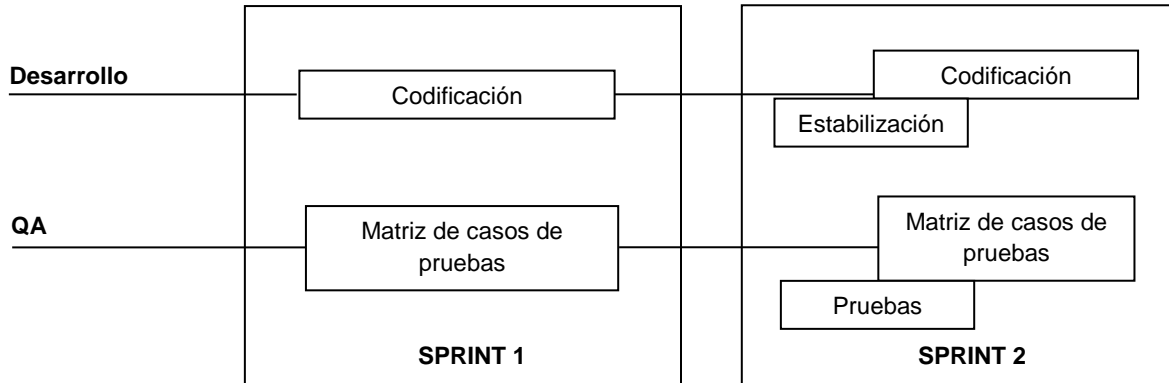 Desarrollo
Codificación
Codificación
Estabilización
QA
Matriz de casos de
pruebas
Matriz de casos de
pruebas
Pruebas
SPRINT 1
SPRINT 2